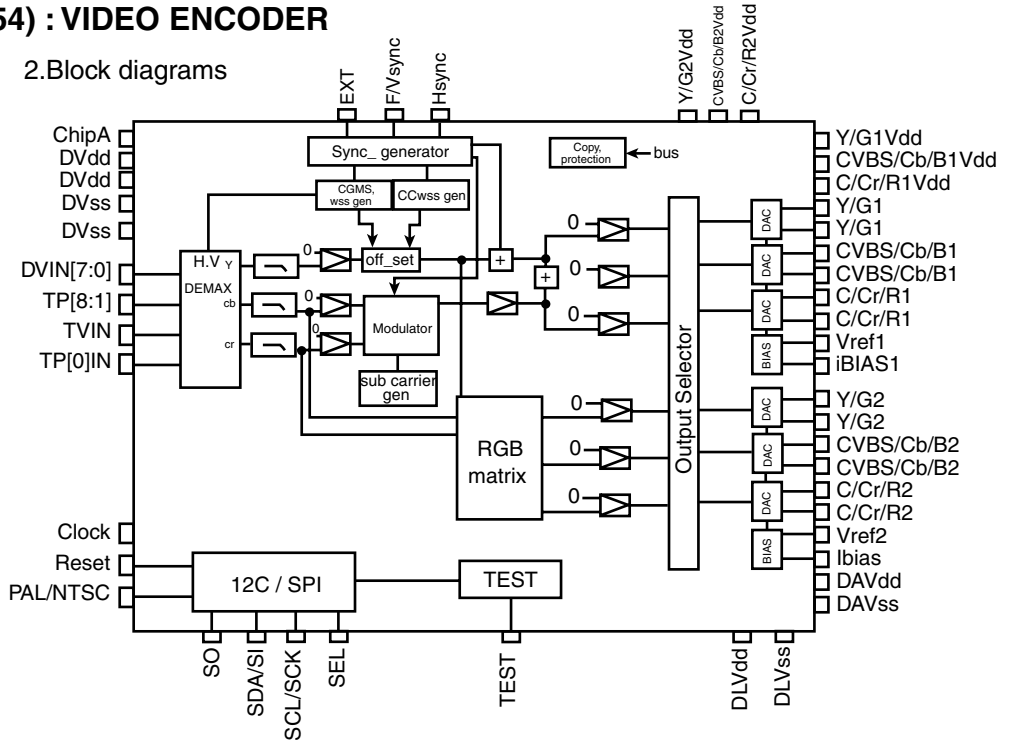 54) : VIDEO ENCODER
2.Block diagrams
EXT
F/Vsync
Hsync
Y/G2Vdd
CVBS/Cb/B2Vdd
C/Cr/R2Vdd
ChipA
DVdd
DVdd
DVss
DVss
DVIN[7:0]
TP[8:1]
TVIN
TP[0]IN
Clock
Reset
PAL/NTSC
Sync_ generator
CGMS,
wss gen
CCwss gen
Copy,
protection
bus
H.V
Y
DEMAX
cb
cr
0
off_set
+
0
0
+
0
Modulator
0
0
sub carrier
gen
RGB
matrix
0
0
0
Output Selector
DAC
DAC
DAC
BIAS
DAC
DAC
DAC
BIAS
Y/G1Vdd
CVBS/Cb/B1Vdd
C/Cr/R1Vdd
Y/G1
Y/G1
CVBS/Cb/B1
CVBS/Cb/B1
C/Cr/R1
C/Cr/R1
Vref1
iBIAS1
Y/G2
Y/G2
CVBS/Cb/B2
CVBS/Cb/B2
C/Cr/R2
C/Cr/R2
Vref2
Ibias
DAVdd
DAVss
12C / SPI
TEST
SO
SDA/SI
SCL/SCK
SEL
TEST
DLVdd
DLVss